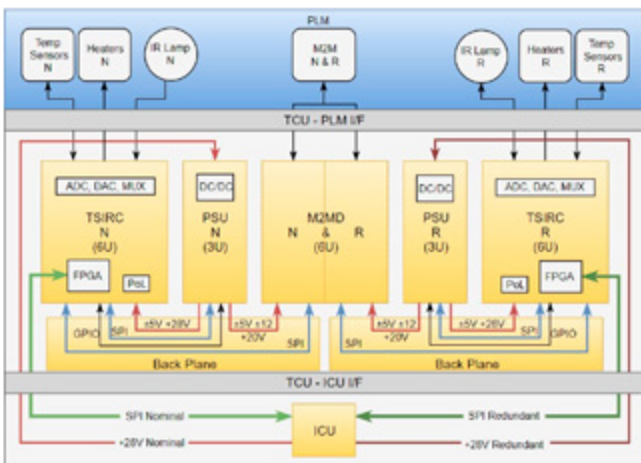 PLM
Temp
Sensors
N
Heaters
N
IR Lamp
N
M2M
N & R
IR Lamp
R
Heaters
R
Temp
Sensors
R
TCU - PLM I/F
ADC, DAC, MUX
TSIRC
N
(6U)
FPGA
PoL
DC/DC
PSU
N
(3U)
M2MD
N & R
(6U)
DC/DC
PSU
R
(3U)
ADC, DAC, MUX
TSIRC
R
(6U)
PoL
FPGA
GPIO
SPI
±5V +28V
±5V ±12
+20V
SPI
Back Plane
SPI
±5V ±12
+20V
±5V +28V
SPI
GPIO
Back Plane
TCU - ICU I/F
SPI Nominal
ICU
SPI Redundant
+28V Nominal
+28V Redundant